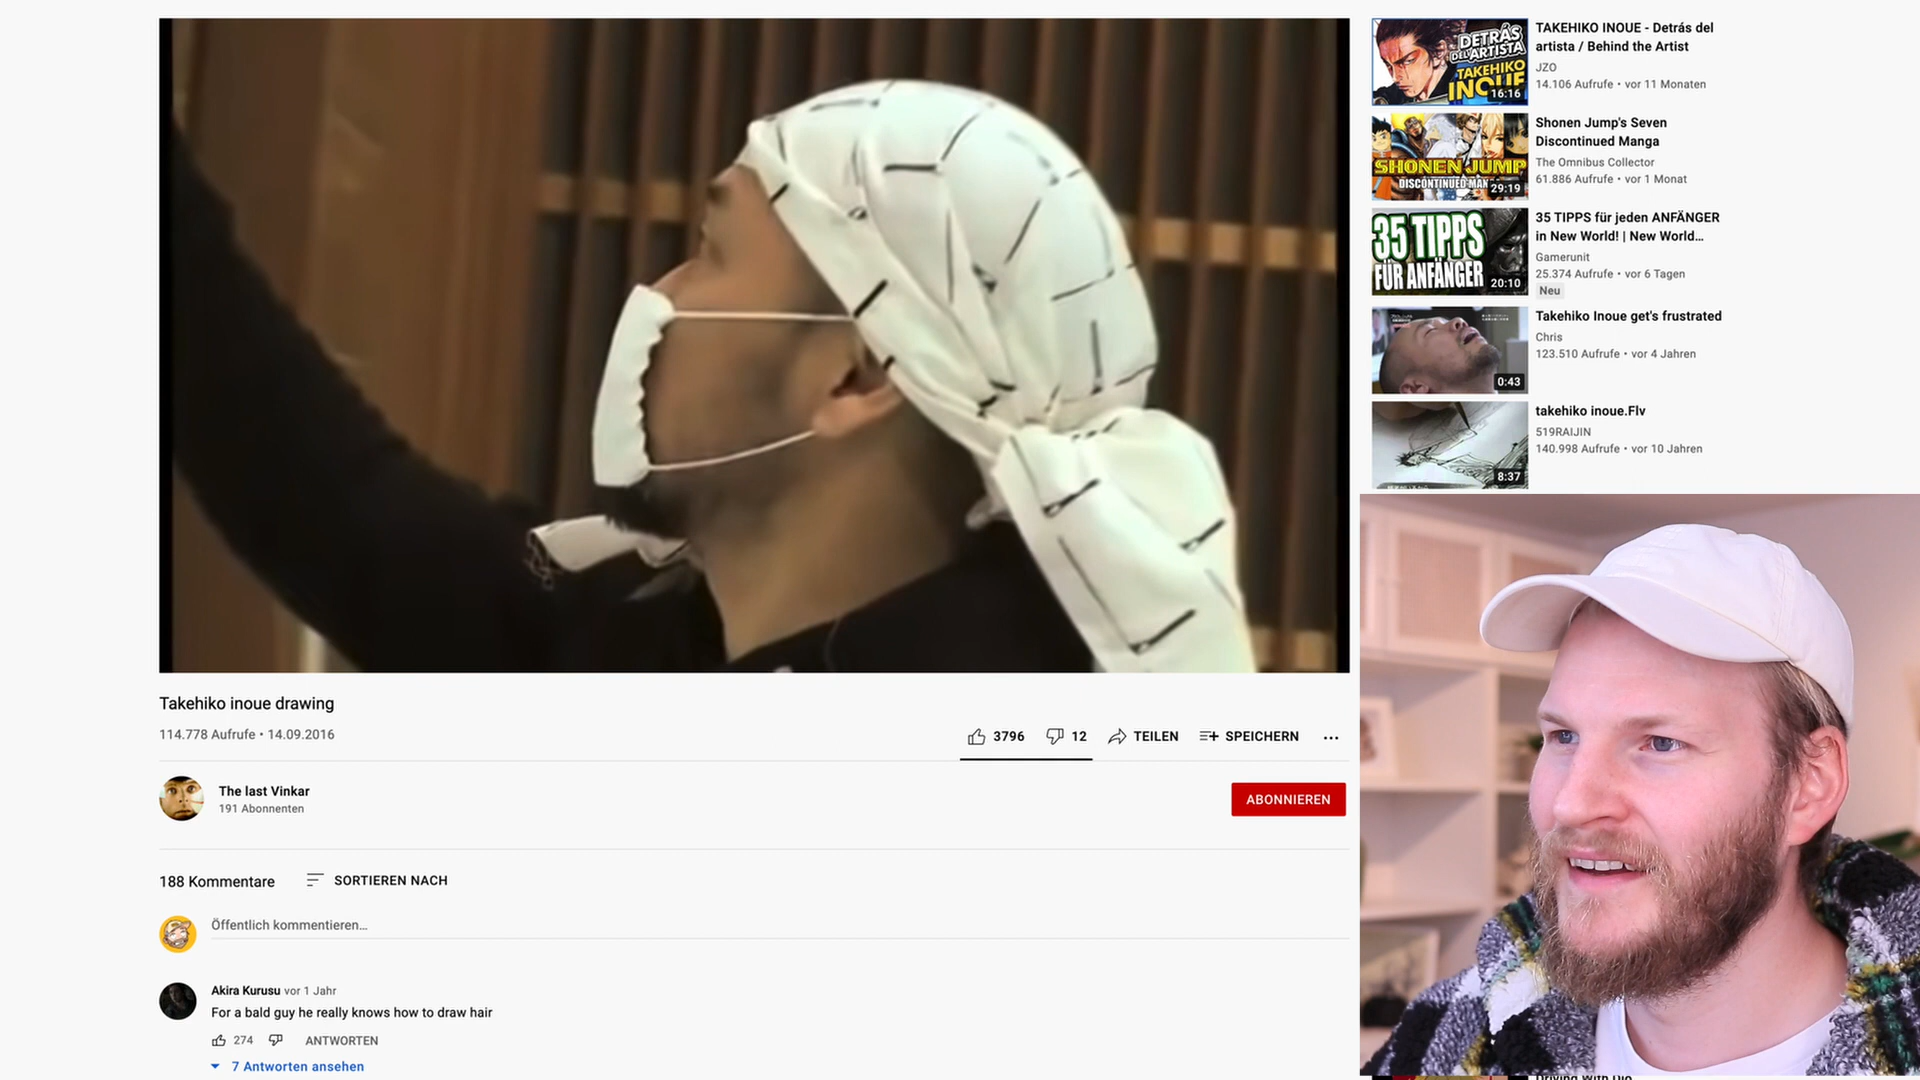 Takehiko inoue drawing
114.778 Aufrufe • 14.09.2016
3796
12
TEILEN
SPEICHERN
The last Vinkar
191 Abonnenten
ABONNIEREN
188 Kommentare
SORTIEREN NACH
Öffentlich kommentieren...
Akira Kurusu vor 1 Jahr
For a bald guy he really knows how to draw hair
274
ANTWORTEN
7 Antworten ansehen
DETRÁS
DEL ARTISTA
TAKEHIKO
INOUE
16:16
TAKEHIKO INOUE - Detrás del
artista / Behind the Artist
JZO
14.106 Aufrufe • vor 11 Monaten
SHONEN JUMP
DISCONTINUED MAN
29:19
Shonen Jump's Seven
Discontinued Manga
The Omnibus Collector
61.886 Aufrufe • vor 1 Monat
35 TIPPS
FÜR ANFÄNGER
20:10
35 TIPPS für jeden ANFÄNGER
in New World! | New World...
Gamerunit
25.374 Aufrufe • vor 6 Tagen
Neu
0:43
Takehiko Inoue get's frustrated
Chris
123.510 Aufrufe • vor 4 Jahren
8:37
takehiko inoue.Flv
519RAIJIN
140.998 Aufrufe • vor 10 Jahren